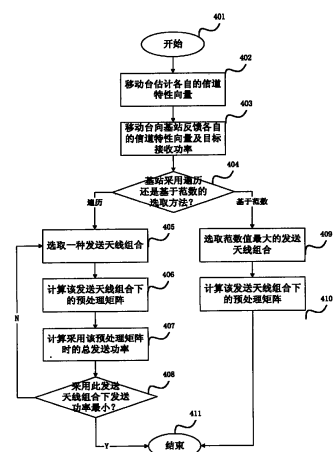 401
开始
402
移动台估计各自的信道
特性向量
403
移动台向基站反馈各自
的信道特性向量及目标
接收功率
404
基站采用遍历
还是基于范数的
选取方法?
遍历
基于范数
405
选取一种发送天线组合
409
选取范数值最大的发送
天线组合
406
计算该发送天线组合下
的预处理矩阵
410
计算该发送天线组合下
的预处理矩阵
N
407
计算采用该预处理矩阵
时的总发送功率
408
采用此发送
天线组合下发送
功率最小?
411
Y
结束